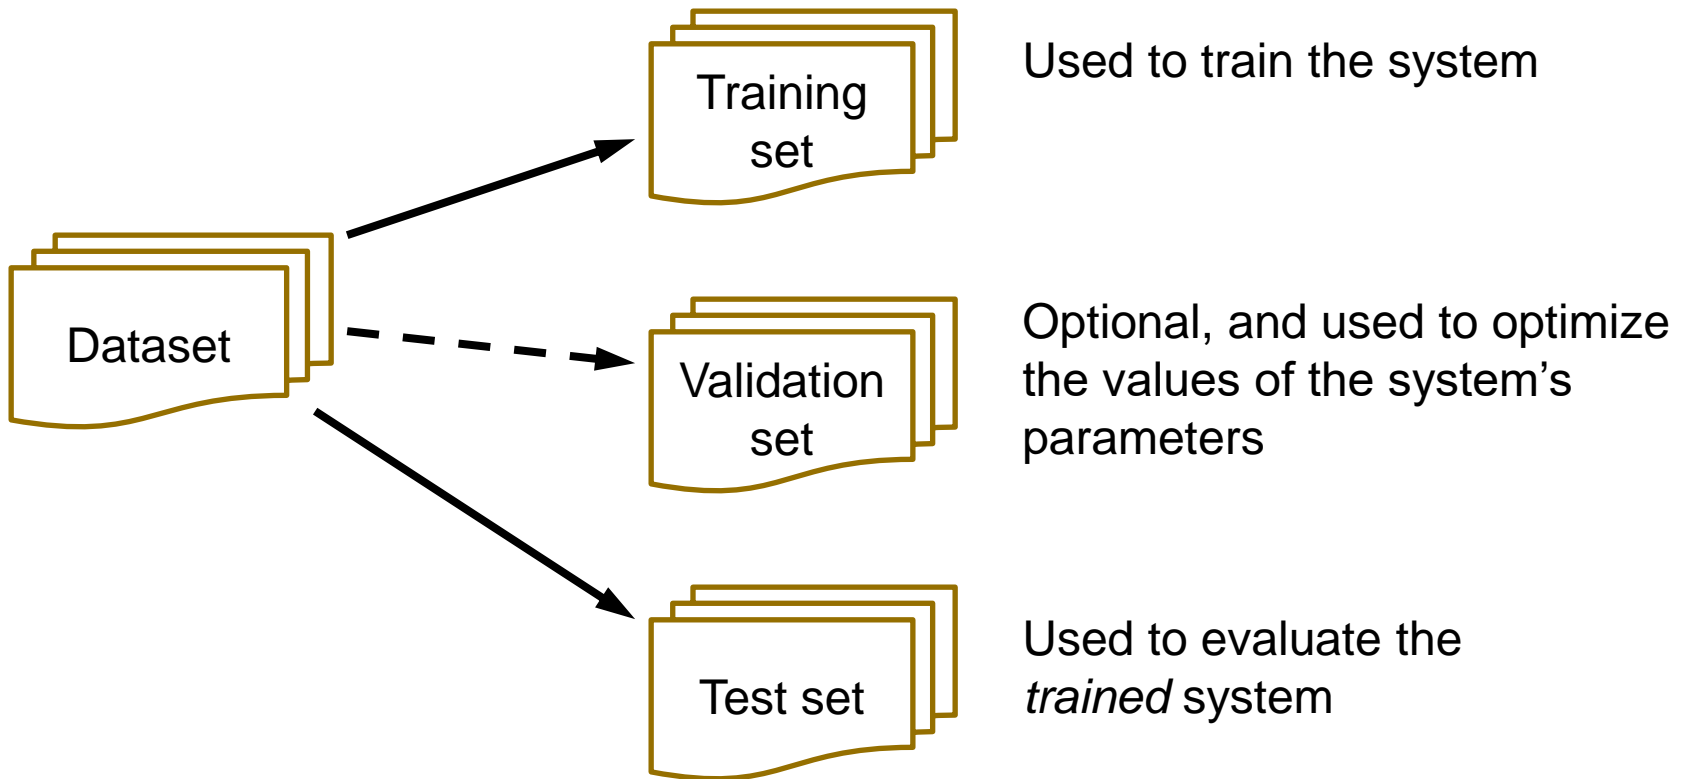 Dataset
Training
set
Used to train the system
Validation
set
Optional, and used to optimize
the values of the system’s
parameters
Test set
Used to evaluate the
trained system